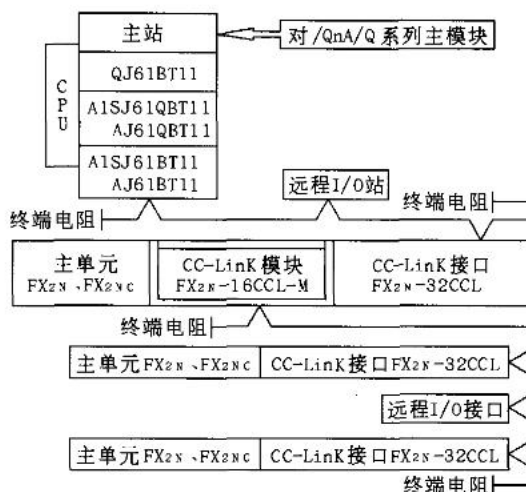 主站
对/QnA/Q系列主模块
CPU
QJ61BT11
A1SJ61QBT11
AJ61QBT11
A1SJ61BT11
AJ61BT11
远程I/O站
终端电阻
终端电阻
主单元
FX2N、FX2NC
CC-LinK模块
FX2N-16CCL-M
CC-LinK接口
FX2N-32CCL
终端电阻
主单元FX2N、FX2NC
CC-LinK接口FX2N-32CCL
远程I/O接口
主单元FX2N、FX2NC
CC-LinK接口FX2N-32CCL
终端电阻